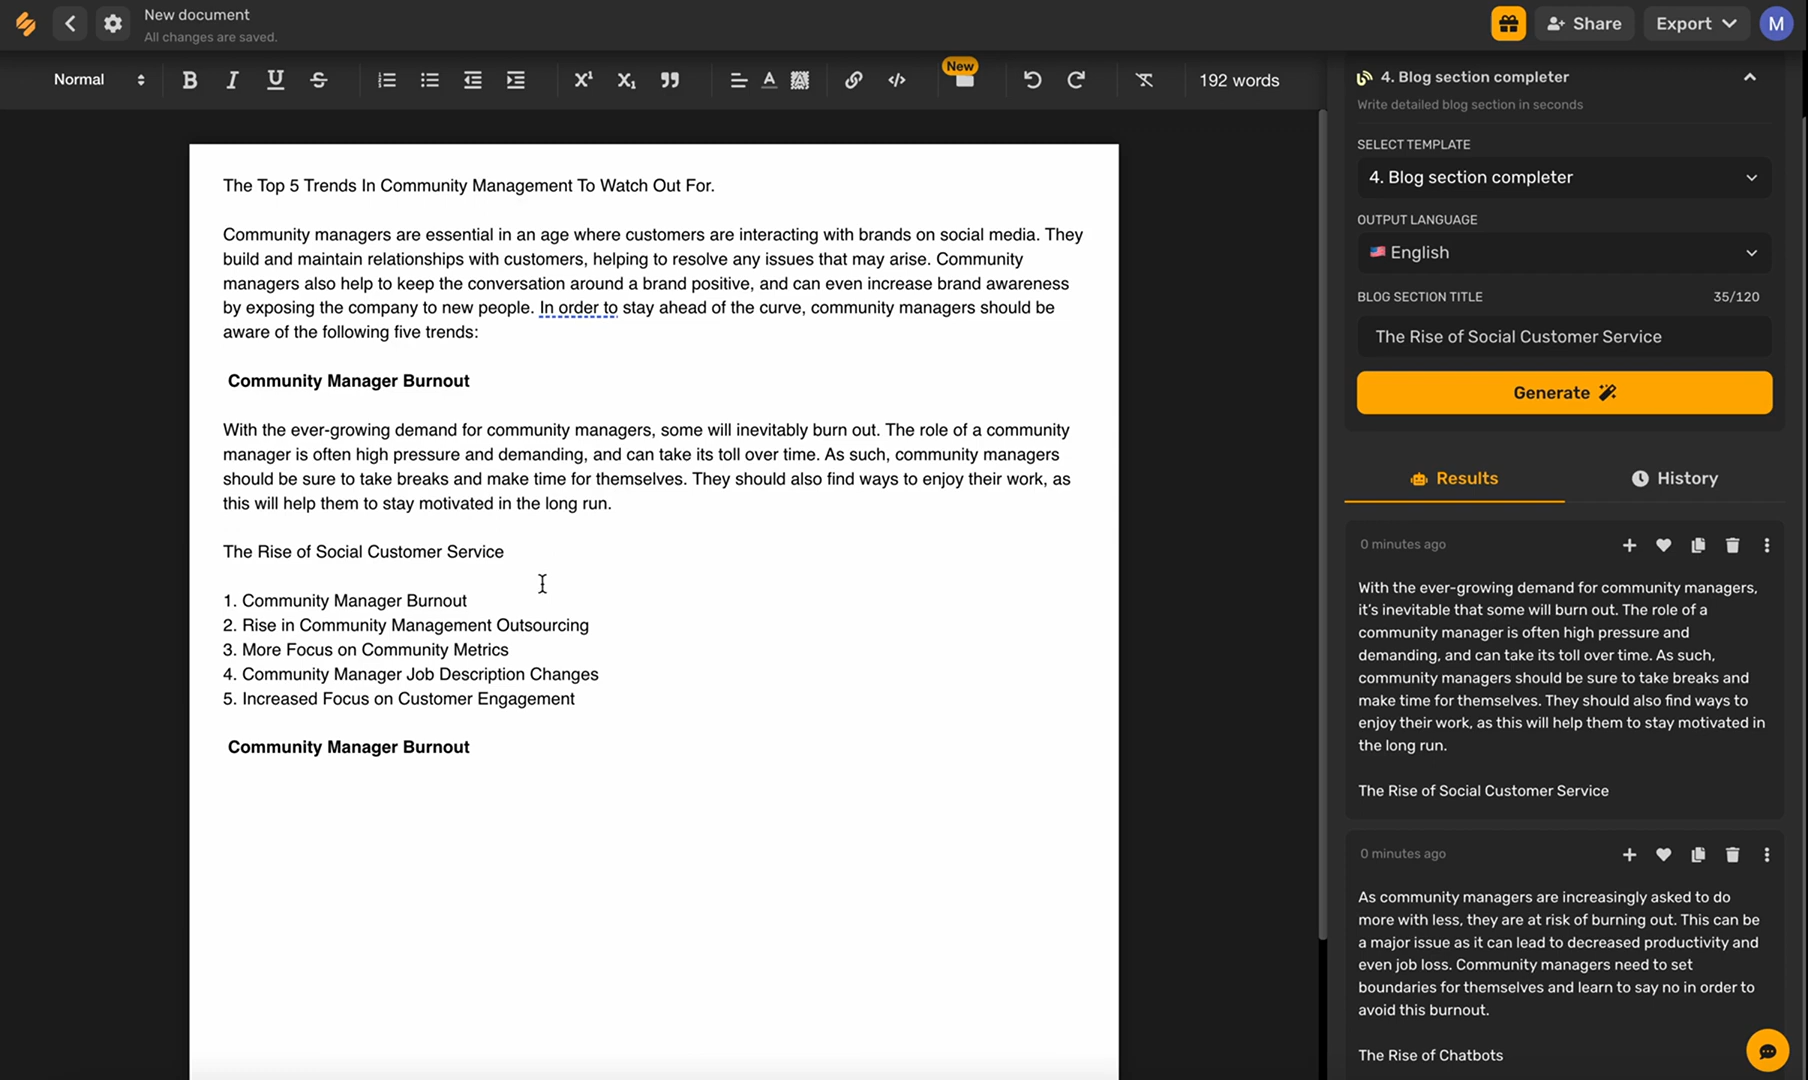 New document
All changes are saved.
Share
Export
M
Normal
B
I
U
S
X¹
X₁
A
</>
New
192 words
The Top 5 Trends In Community Management To Watch Out For.
Community managers are essential in an age where customers are interacting with brands on social media. They
build and maintain relationships with customers, helping to resolve any issues that may arise. Community
managers also help to keep the conversation around a brand positive, and can even increase brand awareness
by exposing the company to new people. In order to stay ahead of the curve, community managers should be
aware of the following five trends:
Community Manager Burnout
With the ever-growing demand for community managers, some will inevitably burn out. The role of a community
manager is often high pressure and demanding, and can take its toll over time. As such, community managers
should be sure to take breaks and make time for themselves. They should also find ways to enjoy their work, as
this will help them to stay motivated in the long run.
The Rise of Social Customer Service
1. Community Manager Burnout
2. Rise in Community Management Outsourcing
3. More Focus on Community Metrics
4. Community Manager Job Description Changes
5. Increased Focus on Customer Engagement
Community Manager Burnout
4. Blog section completer
Write detailed blog section in seconds
SELECT TEMPLATE
4. Blog section completer
OUTPUT LANGUAGE
English
BLOG SECTION TITLE 35/120
The Rise of Social Customer Service
Generate
Results
History
0 minutes ago
With the ever-growing demand for community managers,
it's inevitable that some will burn out. The role of a
community manager is often high pressure and
demanding, and can take its toll over time. As such,
community managers should be sure to take breaks and
make time for themselves. They should also find ways to
enjoy their work, as this will help them to stay motivated in
the long run.
The Rise of Social Customer Service
0 minutes ago
As community managers are increasingly asked to do
more with less, they are at risk of burning out. This can be
a major issue as it can lead to decreased productivity and
even job loss. Community managers need to set
boundaries for themselves and learn to say no in order to
avoid this burnout.
The Rise of Chatbots